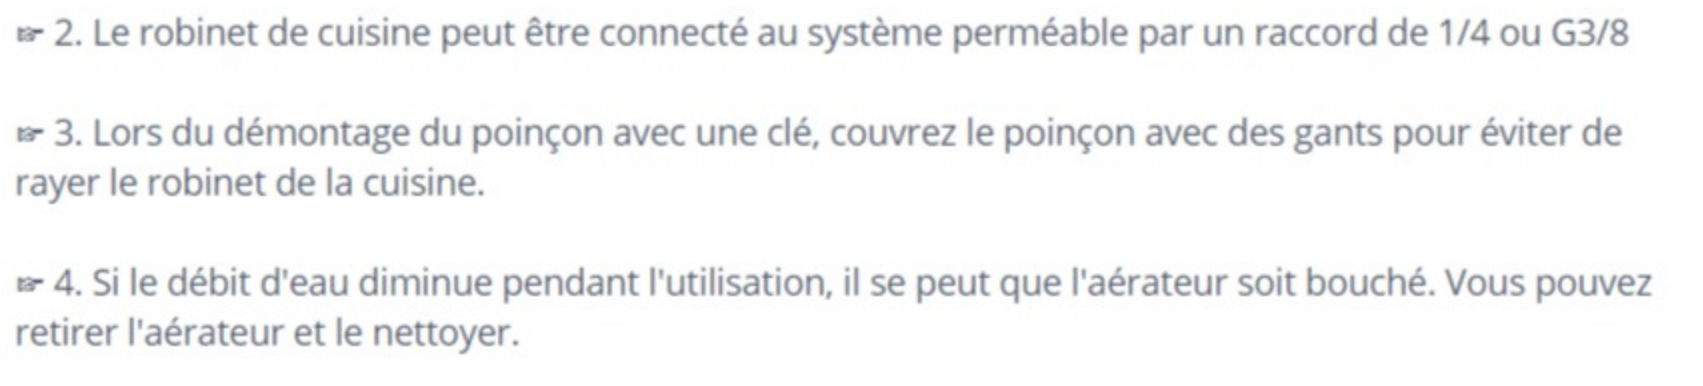 ☞ 2. Le robinet de cuisine peut être connecté au système perméable par un raccord de 1/4 ou G3/8
☞ 3. Lors du démontage du poinçon avec une clé, couvrez le poinçon avec des gants pour éviter de
rayer le robinet de la cuisine.
☞ 4. Si le débit d'eau diminue pendant l'utilisation, il se peut que l'aérateur soit bouché. Vous pouvez
retirer l'aérateur et le nettoyer.